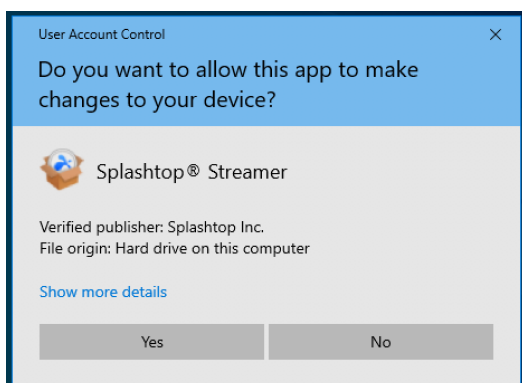 User Account Control
Do you want to allow this app to make
changes to your device?
Splashtop® Streamer
Verified publisher: Splashtop Inc.
File origin: Hard drive on this computer
Show more details
Yes
No